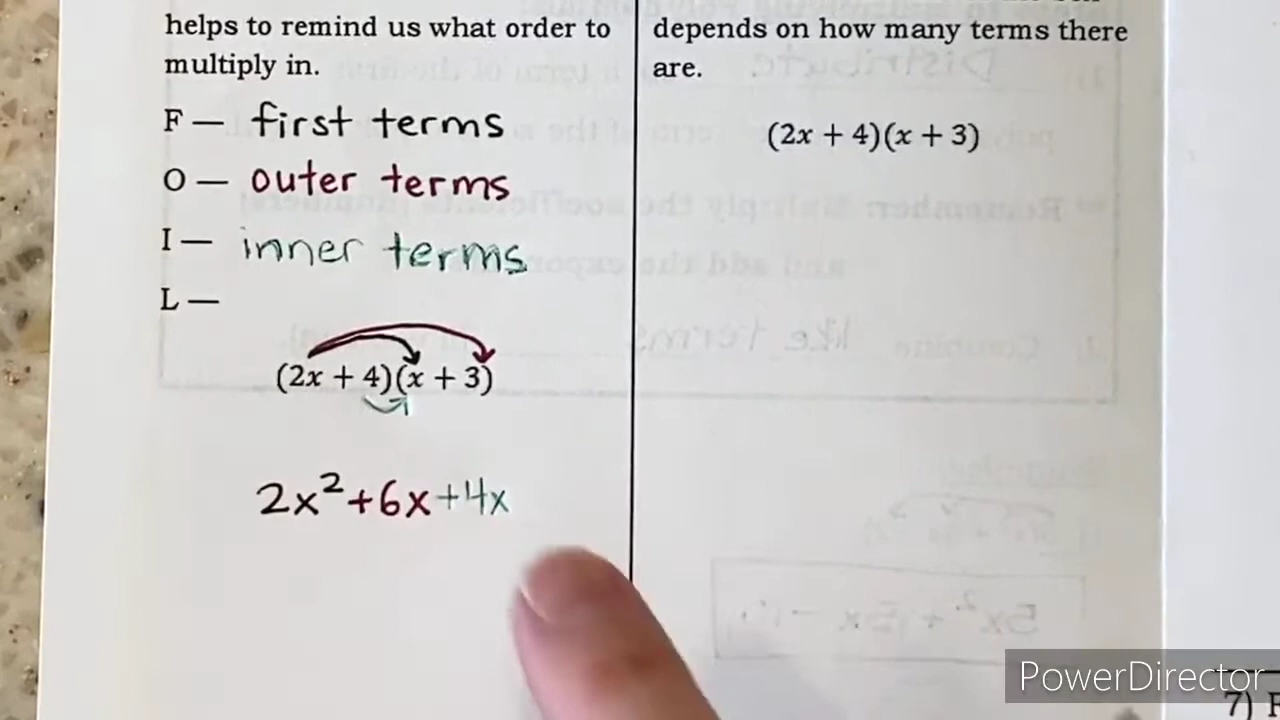 helps to remind us what order to
multiply in.
F — first terms
O — outer terms
I — inner terms
L —
(2x + 4)(x + 3)
2x²+6x+4x
depends on how many terms there
are.
(2x + 4)(x + 3)
7)
PowerDirector